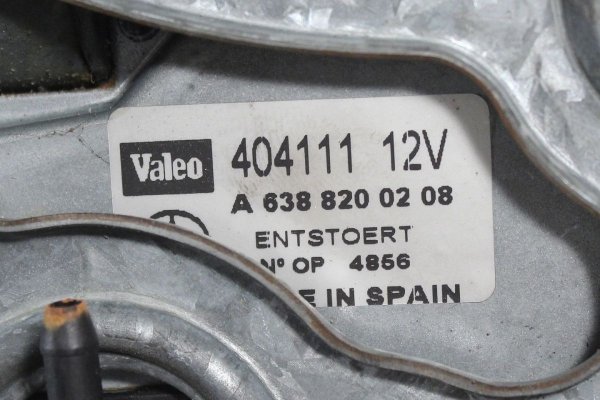 Valeo 404111 12V
A 638 820 02 08
ENTSTOERT
Nº OP 4856
E IN SPAIN